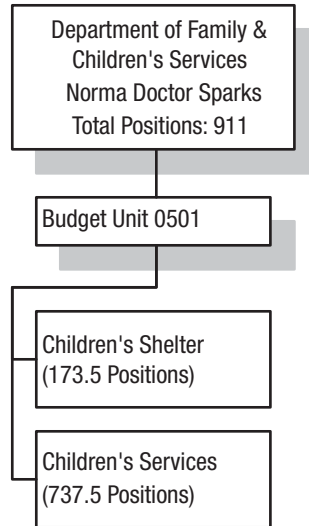 Department of Family &
Children's Services
Norma Doctor Sparks
Total Positions: 911
Budget Unit 0501
Children's Shelter
(173.5 Positions)
Children's Services
(737.5 Positions)